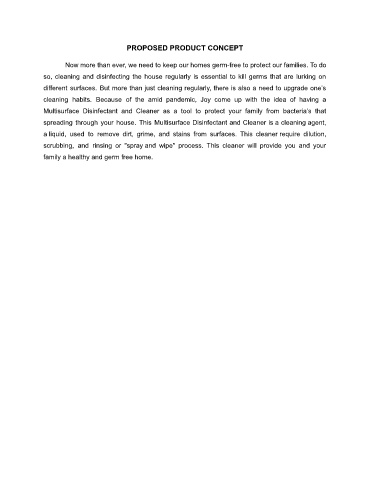 PROPOSED PRODUCT CONCEPT
Now more than ever, we need to keep our homes germ-free to protect our families. To do
so, cleaning and disinfecting the house regularly is essential to kill germs that are lurking on
different surfaces. But more than just cleaning regularly, there is also a need to upgrade one's
cleaning habits. Because of the amid pandemic, Joy come up with the idea of having a
Multisurface Disinfectant and Cleaner as a tool to protect your family from bacteria's that
spreading through your house. This Multisurface Disinfectant and Cleaner is a cleaning agent,
a liquid, used to remove dirt, grime, and stains from surfaces. This cleaner require dilution,
scrubbing, and rinsing or "spray and wipe" process. This cleaner will provide you and your
family a healthy and germ free home.